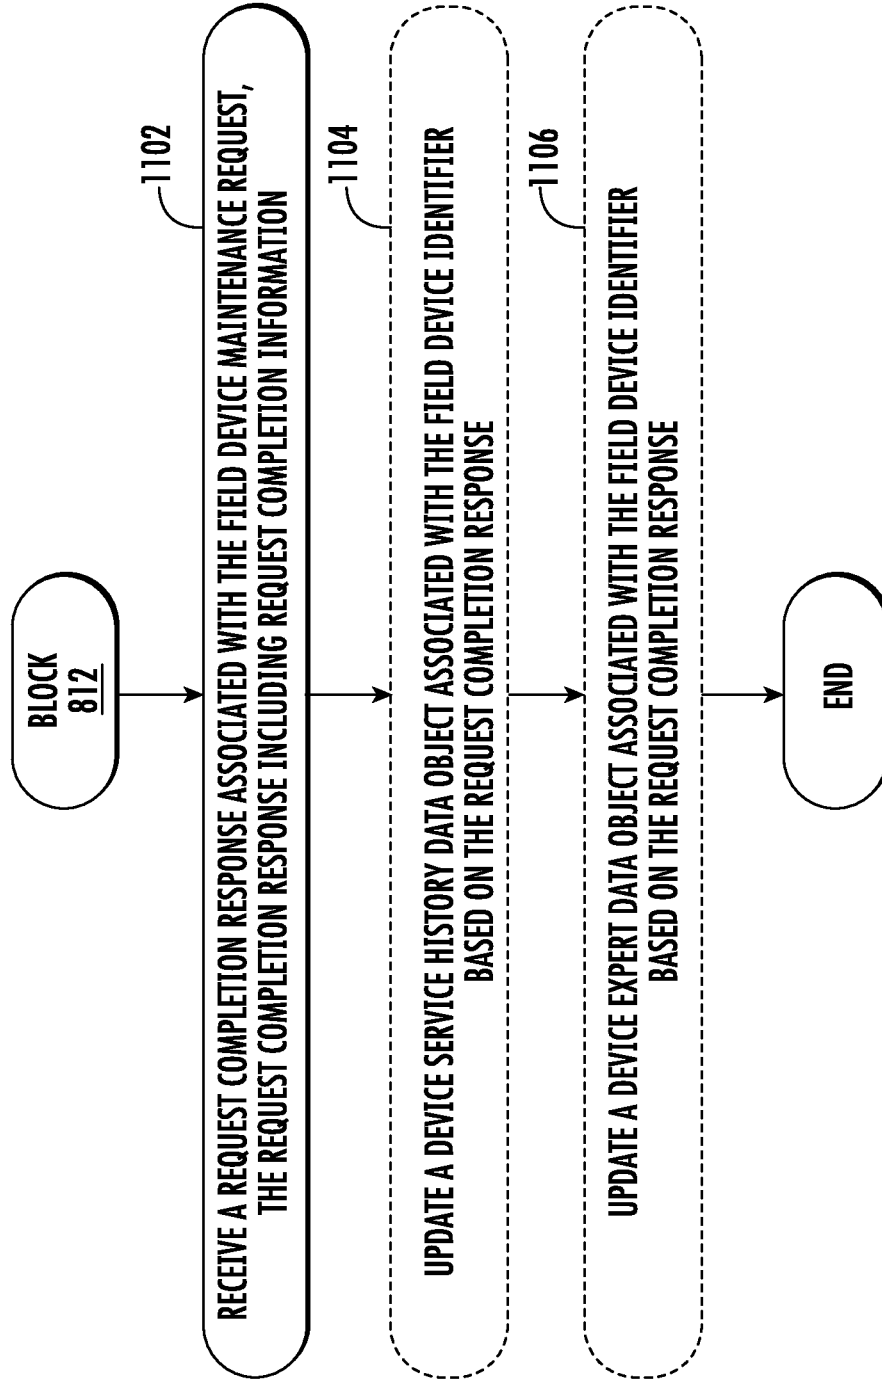 BLOCK
812
1102
RECEIVE A REQUEST COMPLETION RESPONSE ASSOCIATED WITH THE FIELD DEVICE MAINTENANCE REQUEST,
THE REQUEST COMPLETION RESPONSE INCLUDING REQUEST COMPLETION INFORMATION
1104
UPDATE A DEVICE SERVICE HISTORY DATA OBJECT ASSOCIATED WITH THE FIELD DEVICE IDENTIFIER
BASED ON THE REQUEST COMPLETION RESPONSE
1106
UPDATE A DEVICE EXPERT DATA OBJECT ASSOCIATED WITH THE FIELD DEVICE IDENTIFIER
BASED ON THE REQUEST COMPLETION RESPONSE
END